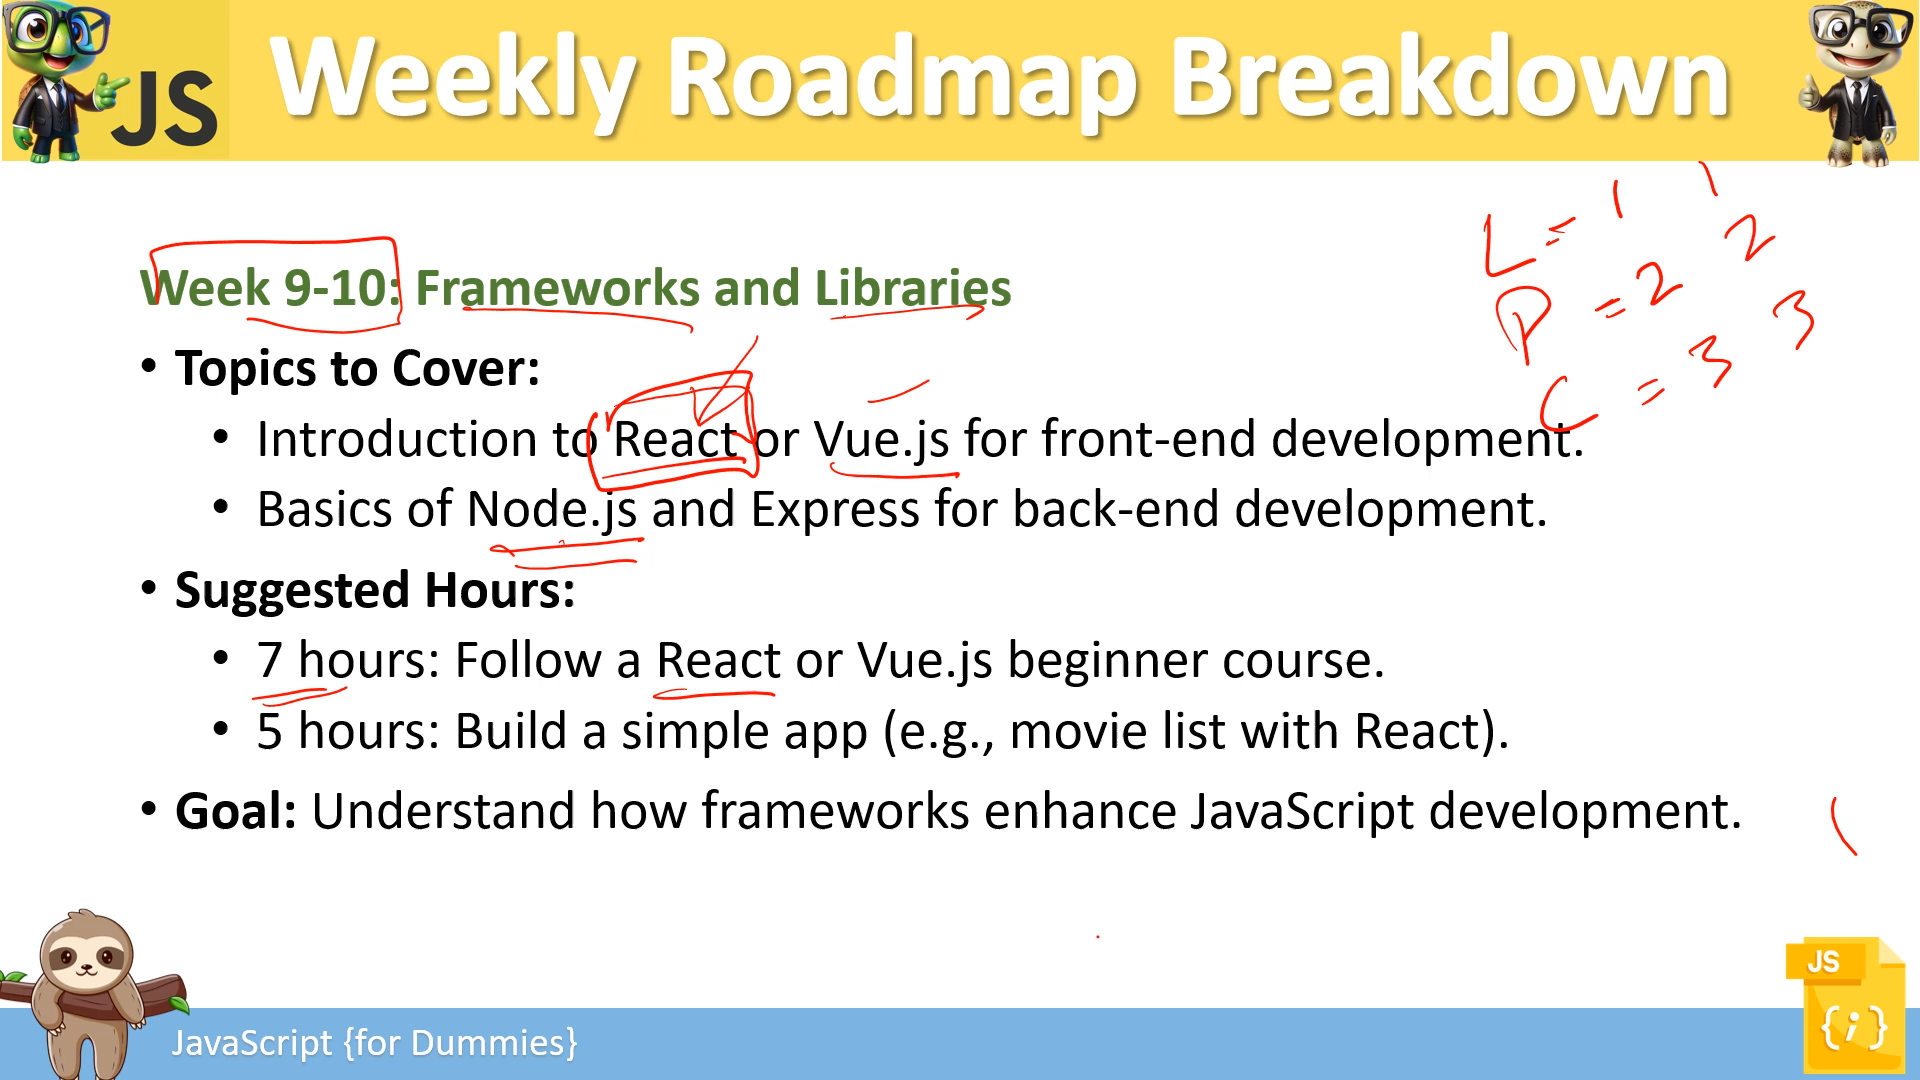 JS
Weekly Roadmap Breakdown
L = 1 1
P = 2 2
C = 3 3
Week 9-10: Frameworks and Libraries
• Topics to Cover:
• Introduction to React or Vue.js for front-end development.
• Basics of Node.js and Express for back-end development.
• Suggested Hours:
• 7 hours: Follow a React or Vue.js beginner course.
• 5 hours: Build a simple app (e.g., movie list with React).
• Goal: Understand how frameworks enhance JavaScript development.
JS
{;}
JavaScript {for Dummies}